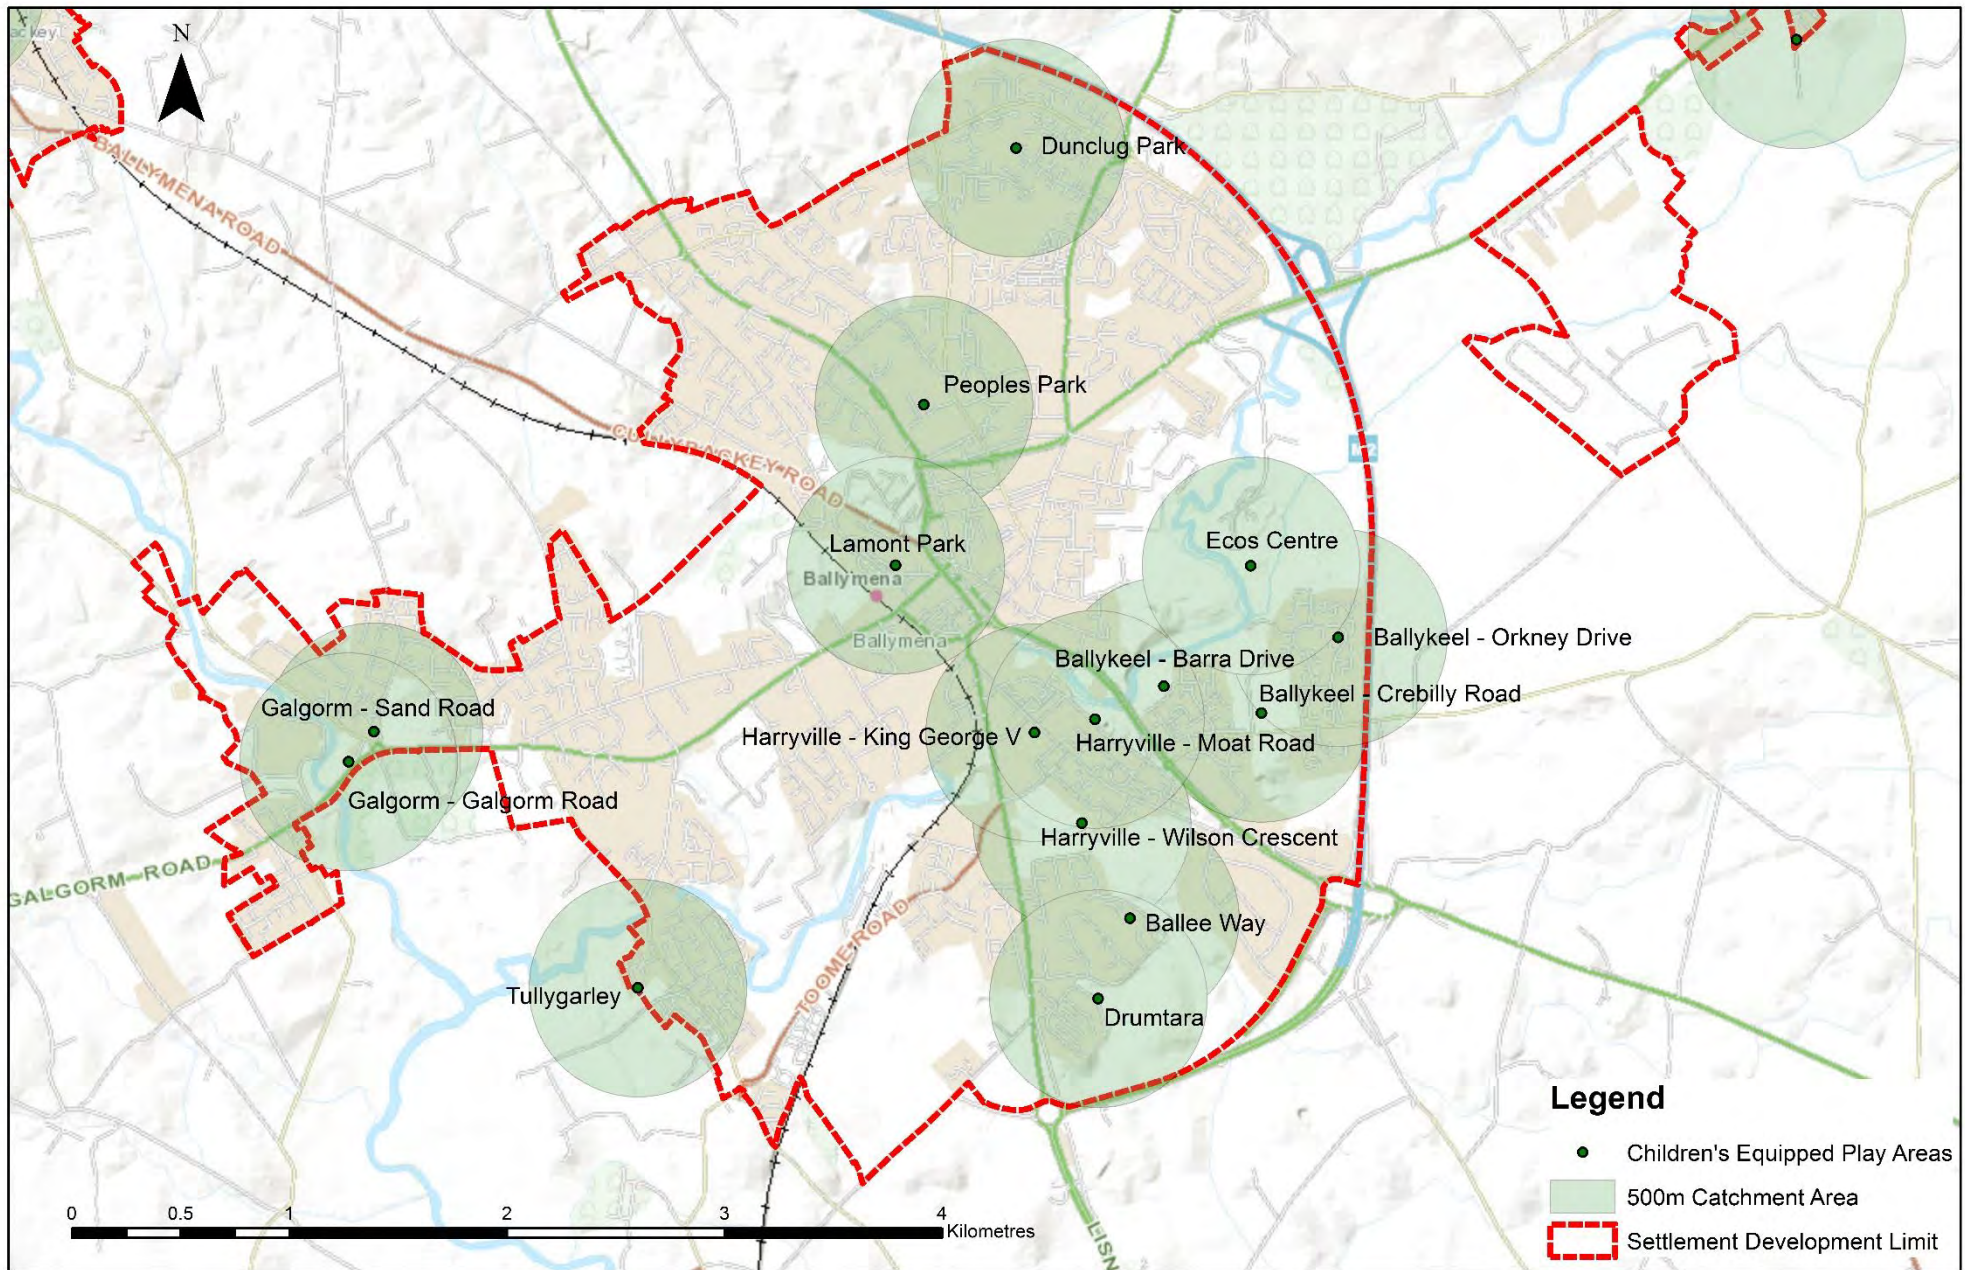 ackey
N
BALLYMENA ROAD
Dunclug Park
Peoples Park
CULLYBACKEY ROAD
M2
Lamont Park
Ballymena
Ballymena
Ecos Centre
Ballykeel - Orkney Drive
Ballykeel - Barra Drive
Ballykeel - Crebilly Road
Galgorm - Sand Road
Harryville - King George V
Harryville - Moat Road
Galgorm - Galgorm Road
Harryville - Wilson Crescent
GALGORM ROAD
TOOME ROAD
Ballee Way
Tullygarley
Drumtara
LISN
Legend
Children's Equipped Play Areas
500m Catchment Area
Settlement Development Limit
0 0.5 1 2 3 4
Kilometres